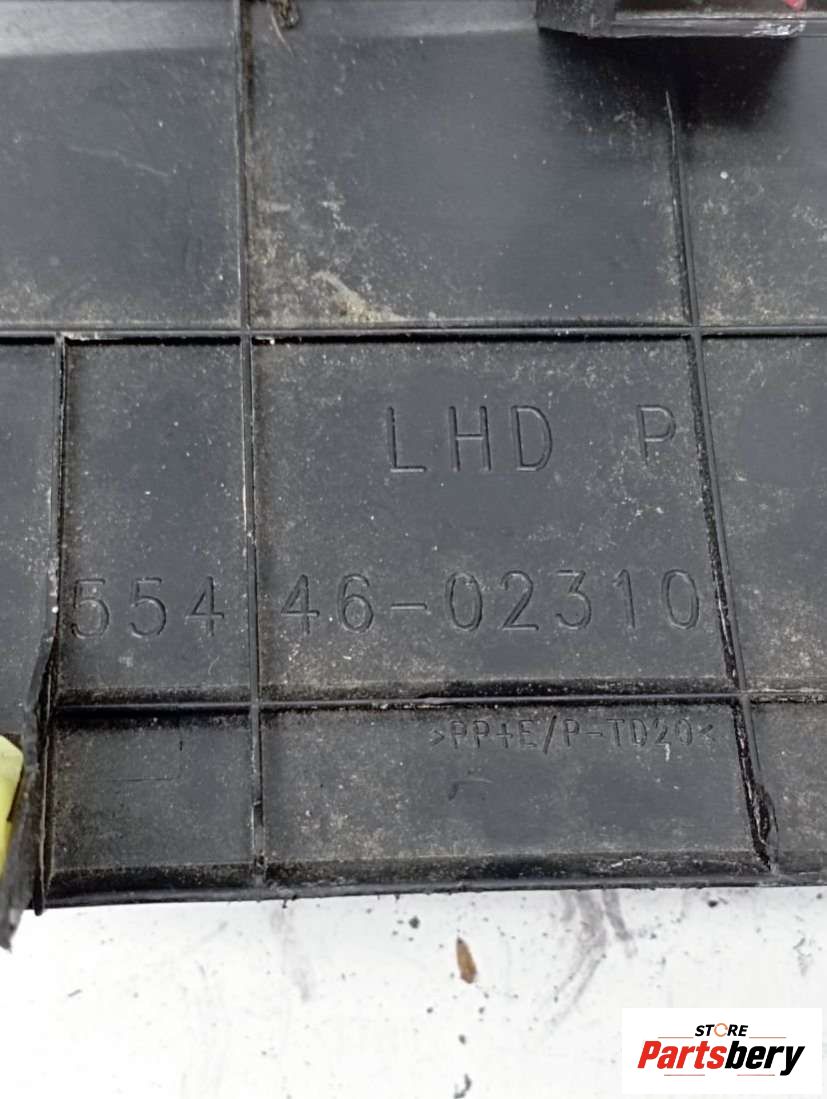 LHD P
55446-02310
>PP+E/P-TD20<
STORE
Partsbery